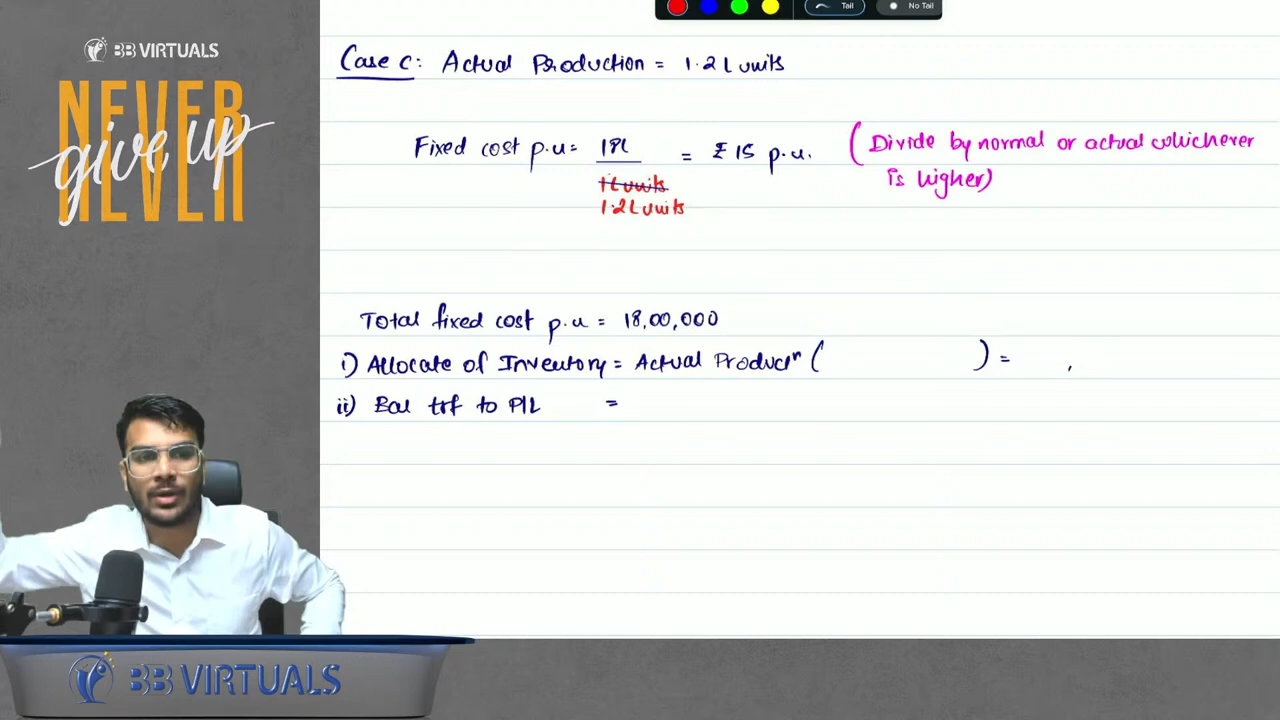 Tail
No Tail
BB VIRTUALS
NEVER
give up
NEVER
Case C: Actual Production = 1.2 L units
Fixed cost p.u = 18L = ₹ 15 p.u. (Divide by normal or actual whichever
1L units is higher)
1.2L units
Total fixed cost p.u = 18,00,000
i) Allocate of Inventory = Actual Productⁿ ( ) =
ii) Bal trf to P/L =
BB VIRTUALS